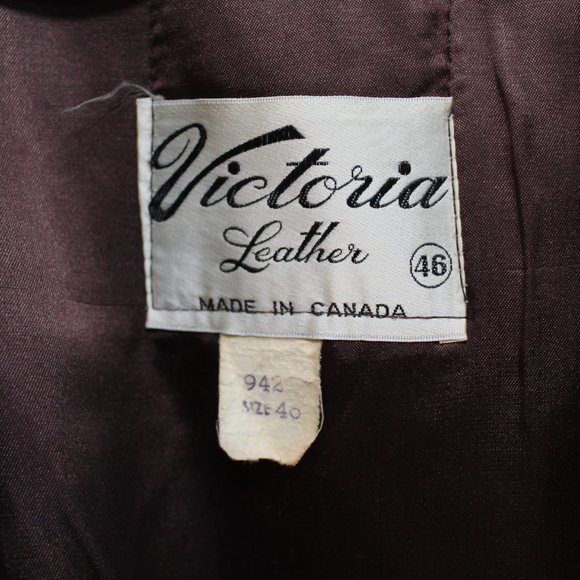 Victoria
Leather
46
MADE IN CANADA
942
SIZE 40